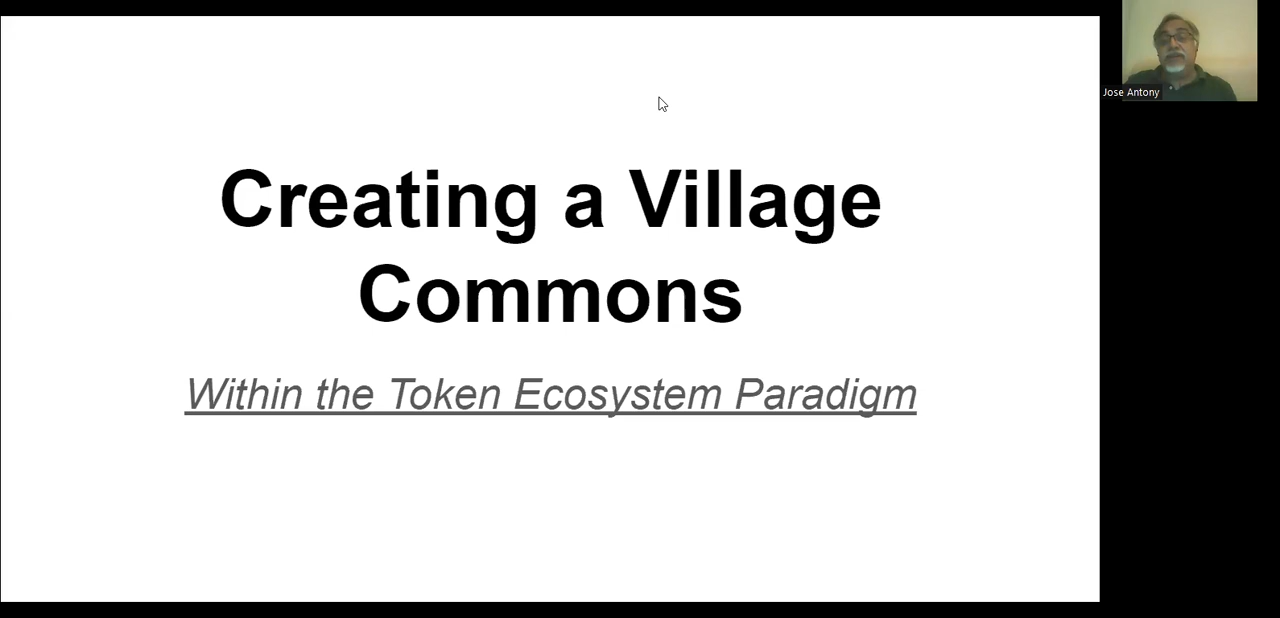 Creating a Village
Commons
Within the Token Ecosystem Paradigm
Jose Antony